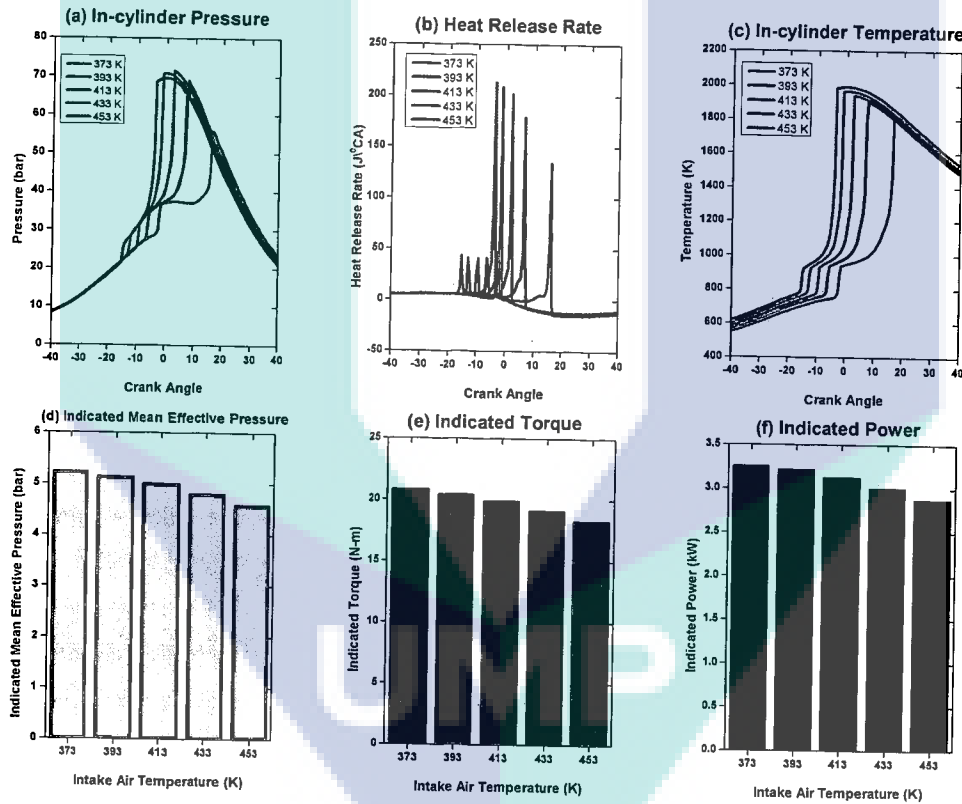 (a) In-cylinder Pressure
80
70
60
50
40
30
20
10
0
Pressure (bar)
373 K
393 K
413 K
433 K
453 K
-40 -30 -20 -10 0 10 20 30 40
Crank Angle
(b) Heat Release Rate
250
200
150
100
50
0
-50
Heat Release Rate (J\⁰CA)
373 K
393 K
413 K
433 K
453 K
-40 -30 -20 -10 0 10 20 30 40
Crank Angle
(c) In-cylinder Temperature
2200
2000
1800
1600
1400
1200
1000
800
600
400
Temperature (K)
373 K
393 K
413 K
433 K
453 K
-40 -30 -20 -10 0 10 20 30 40
Crank Angle
(d) Indicated Mean Effective Pressure
6
5
4
3
2
1
0
Indicated Mean Effective Pressure (bar)
373 393 413 433 453
Intake Air Temperature (K)
(e) Indicated Torque
25
20
15
10
5
0
Indicated Torque (N-m)
373 393 413 433 453
Intake Air Temperature (K)
(f) Indicated Power
3.5
3.0
2.5
2.0
1.5
1.0
0.5
0.0
Indicated Power (kW)
373 393 413 433 453
Intake Air Temperature (K)
UMP